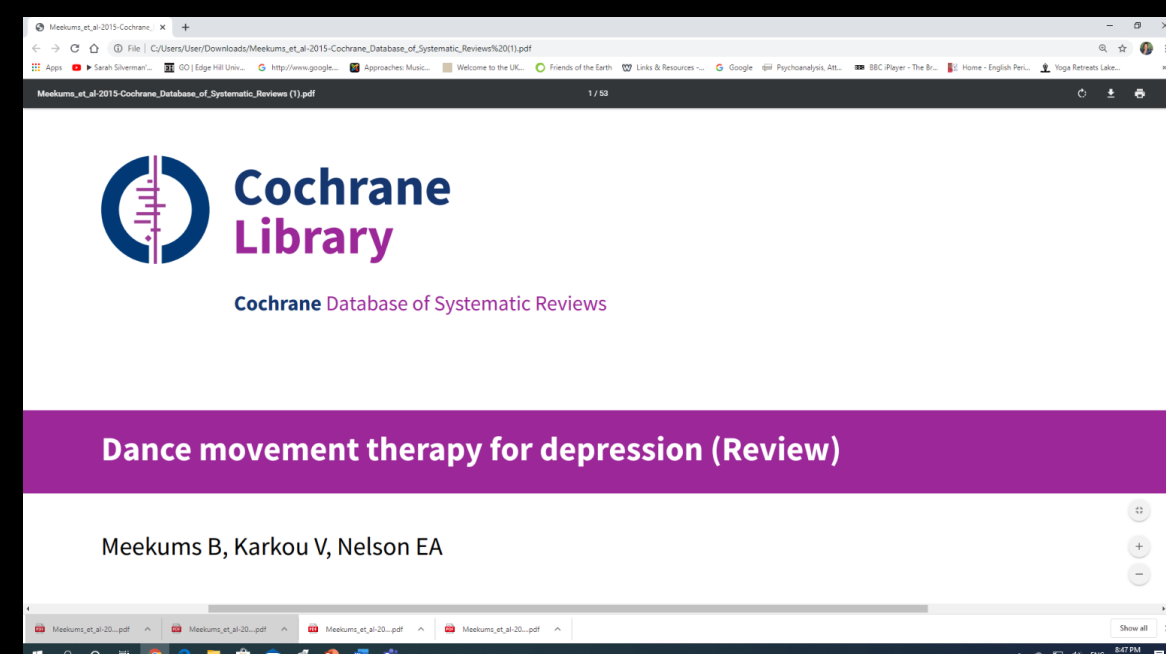 Meekums_et_al-2015-Cochrane_
File | C:/Users/User/Downloads/Meekums_et_al-2015-Cochrane_Database_of_Systematic_Reviews%20(1).pdf
Apps Sarah Silverman'... GO | Edge Hill Univ... http://www.google... Approaches: Music... Welcome to the UK... Friends of the Earth Links & Resources -... Google Psychoanalysis, Att... BBC iPlayer - The Br... Home - English Peri... Yoga Retreats Lake...
Meekums_et_al-2015-Cochrane_Database_of_Systematic_Reviews (1).pdf 1 / 53
Cochrane
Library
Cochrane Database of Systematic Reviews
Dance movement therapy for depression (Review)
Meekums B, Karkou V, Nelson EA
Meekums_et_al-20....pdf Meekums_et_al-20....pdf Meekums_et_al-20....pdf Meekums_et_al-20....pdf Show all
ENG 8:47 PM